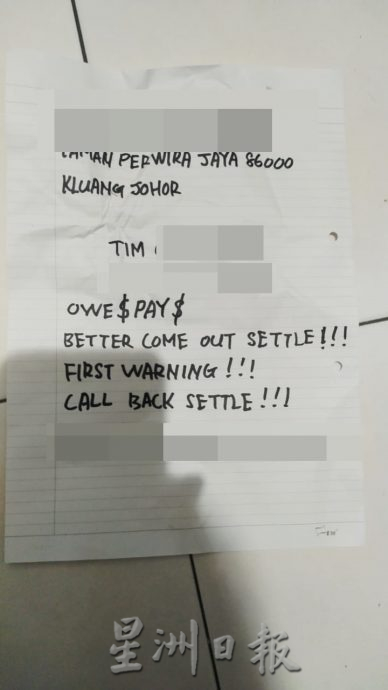 TAMAN PERWIRA JAYA 86000
KLUANG JOHOR
TIM
OWE $ PAY $
BETTER COME OUT SETTLE!!!
FIRST WARNING!!!
CALL BACK SETTLE!!!
星洲日報